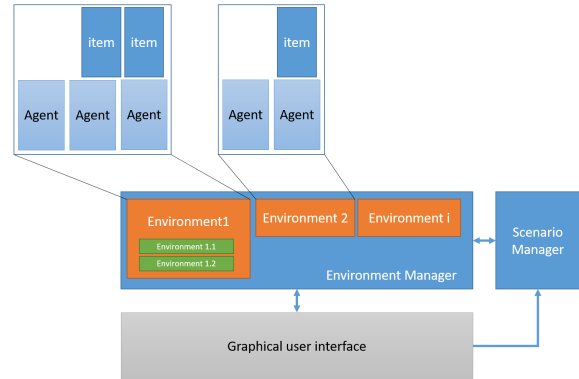 item
item
item
Agent
Agent
Agent
Agent
Agent
Environment1
Environment 2
Environment i
Environment 1.1
Environment 1.2
Environment Manager
Scenario
Manager
Graphical user interface